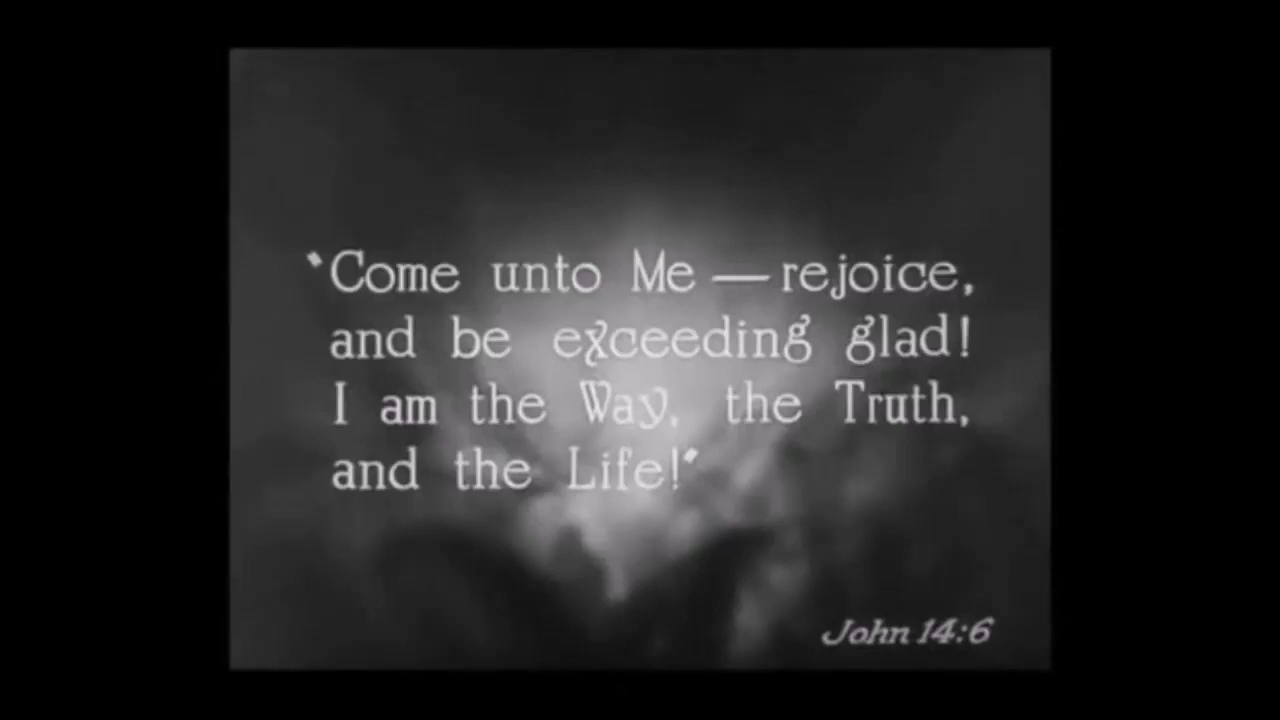 "Come unto Me — rejoice,
and be exceeding glad!
I am the Way, the Truth,
and the Life!"
John 14:6